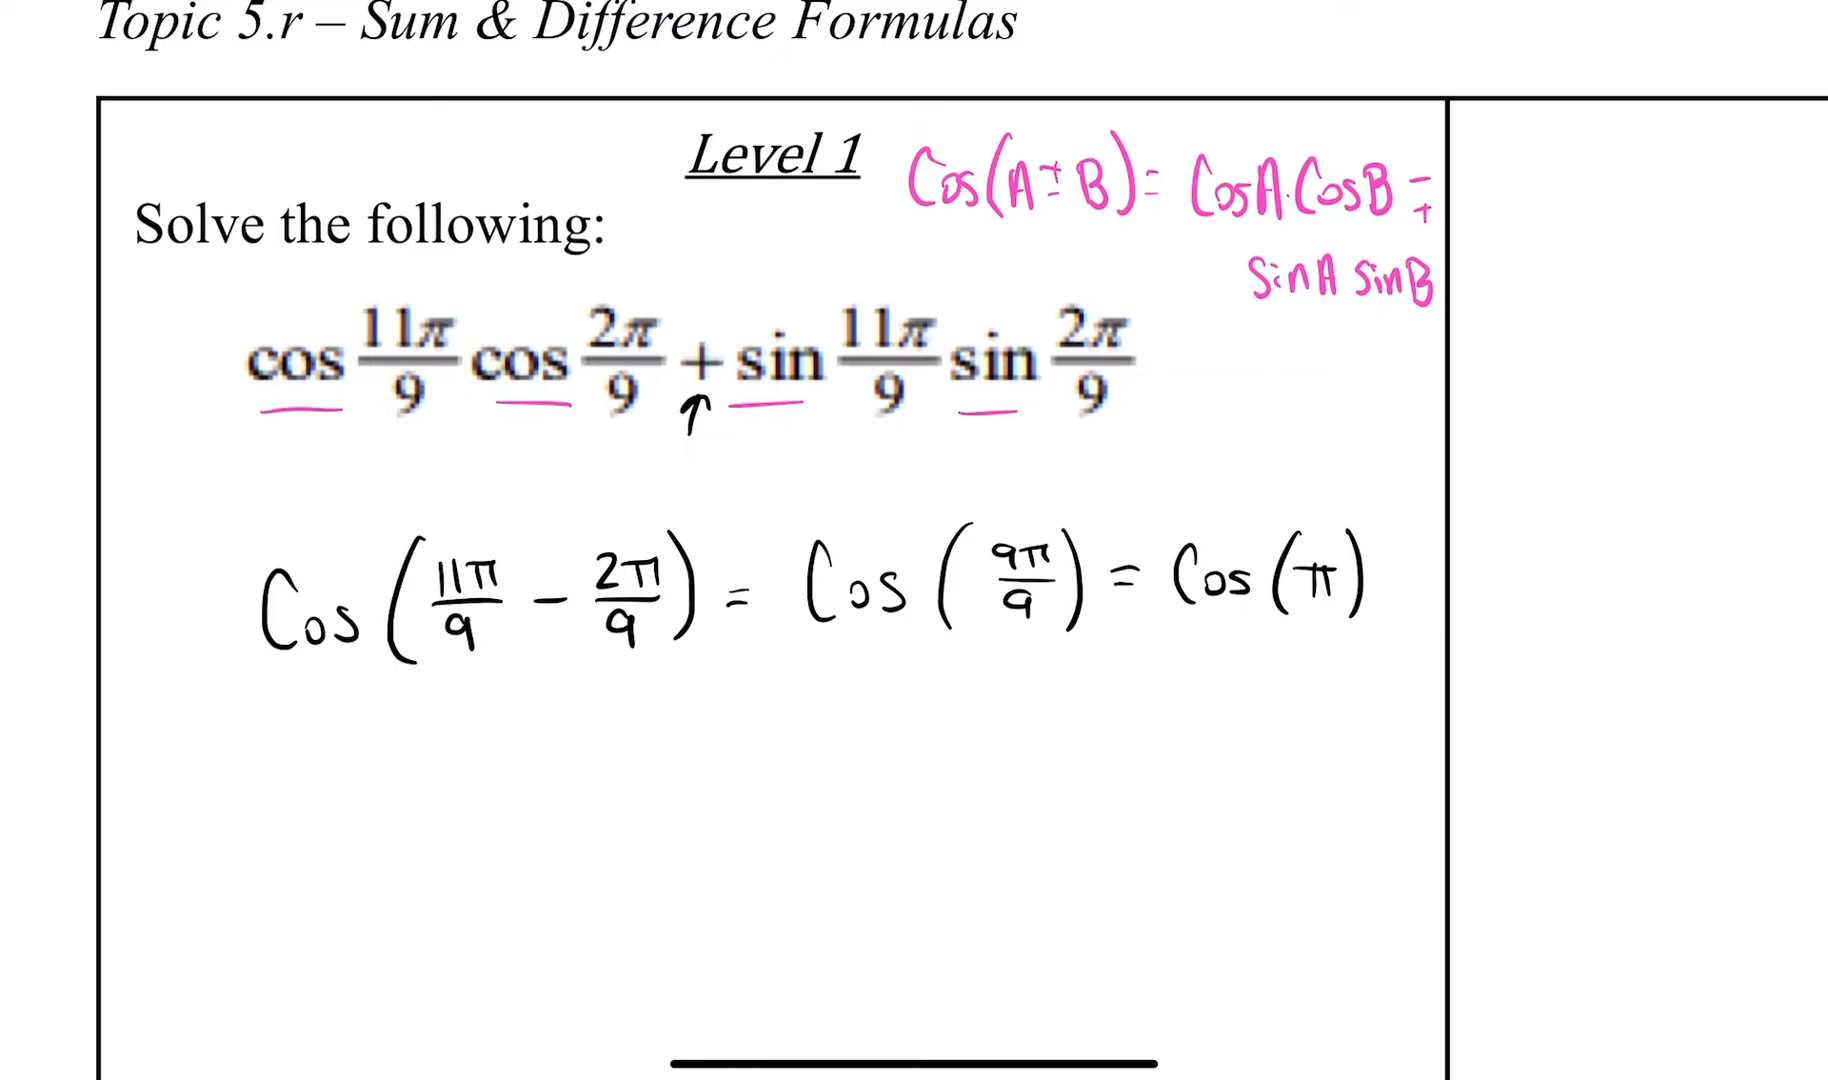 Topic 5.r – Sum & Difference Formulas
Level 1
Cos(A ± B) = CosA·CosB ∓
SinA SinB
Solve the following:
cos 11π/9 cos 2π/9 + sin 11π/9 sin 2π/9
Cos(11π/9 − 2π/9) = Cos(9π/9) = Cos(π)